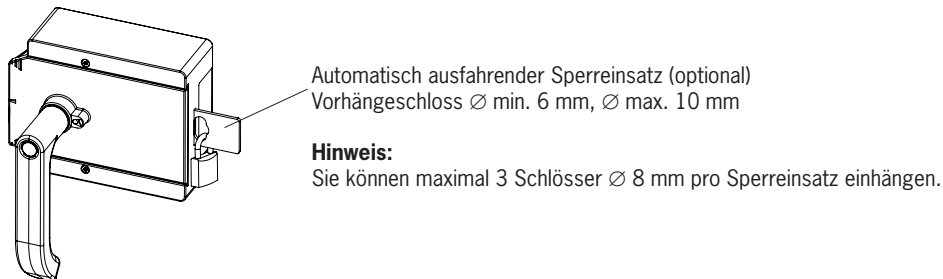 Automatisch ausfahrender Sperreinsatz (optional)
Vorhängeschloss ∅ min. 6 mm, ∅ max. 10 mm
Hinweis:
Sie können maximal 3 Schlösser ∅ 8 mm pro Sperreinsatz einhängen.